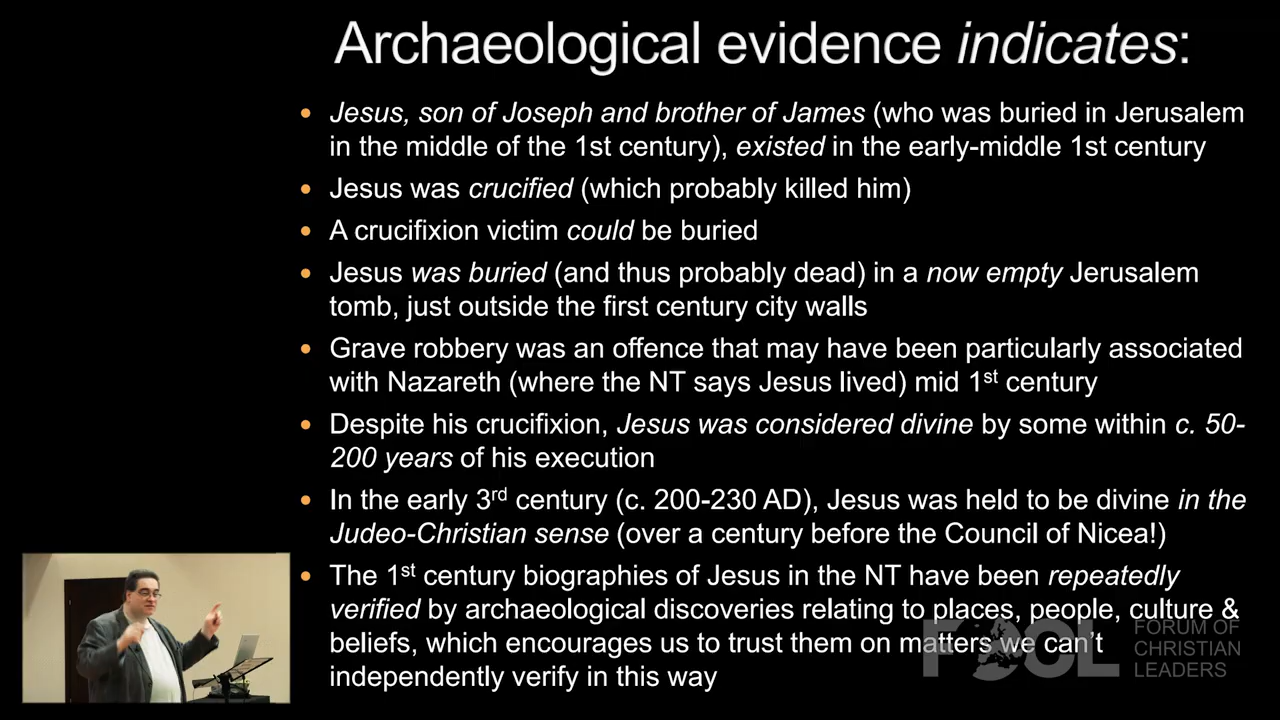 Archaeological evidence indicates:
• Jesus, son of Joseph and brother of James (who was buried in Jerusalem
in the middle of the 1st century), existed in the early-middle 1st century
• Jesus was crucified (which probably killed him)
• A crucifixion victim could be buried
• Jesus was buried (and thus probably dead) in a now empty Jerusalem
tomb, just outside the first century city walls
• Grave robbery was an offence that may have been particularly associated
with Nazareth (where the NT says Jesus lived) mid 1st century
• Despite his crucifixion, Jesus was considered divine by some within c. 50-
200 years of his execution
• In the early 3rd century (c. 200-230 AD), Jesus was held to be divine in the
Judeo-Christian sense (over a century before the Council of Nicea!)
• The 1st century biographies of Jesus in the NT have been repeatedly
verified by archaeological discoveries relating to places, people, culture &
beliefs, which encourages us to trust them on matters we can't
independently verify in this way
FOCL
FORUM OF
CHRISTIAN
LEADERS